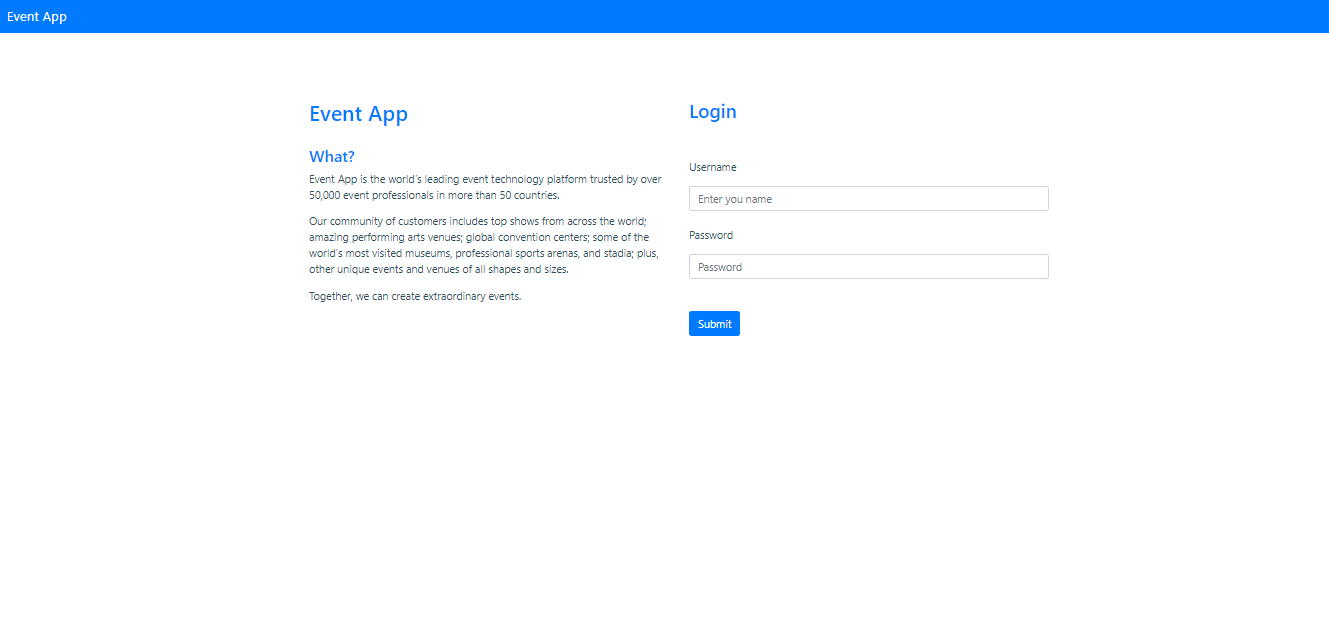 Event App
Event App
What?
Event App is the world's leading event technology platform trusted by over
50,000 event professionals in more than 50 countries.
Our community of customers includes top shows from across the world;
amazing performing arts venues; global convention centers; some of the
world's most visited museums, professional sports arenas, and stadia; plus,
other unique events and venues of all shapes and sizes.
Together, we can create extraordinary events.
Login
Username
Enter you name
Password
Password
Submit